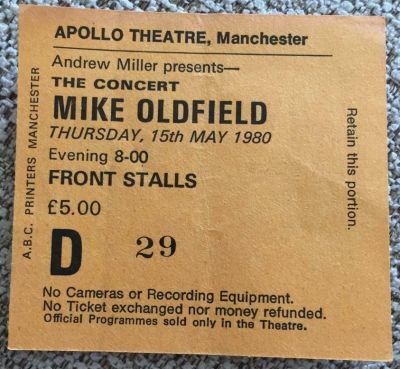 APOLLO THEATRE, Manchester
Andrew Miller presents—
THE CONCERT
MIKE OLDFIELD
THURSDAY, 15th MAY 1980
Evening 8-00
FRONT STALLS
£5.00
D 29
No Cameras or Recording Equipment.
No Ticket exchanged nor money refunded.
Official Programmes sold only in the Theatre.
A.B.C. PRINTERS MANCHESTER
Retain this portion.